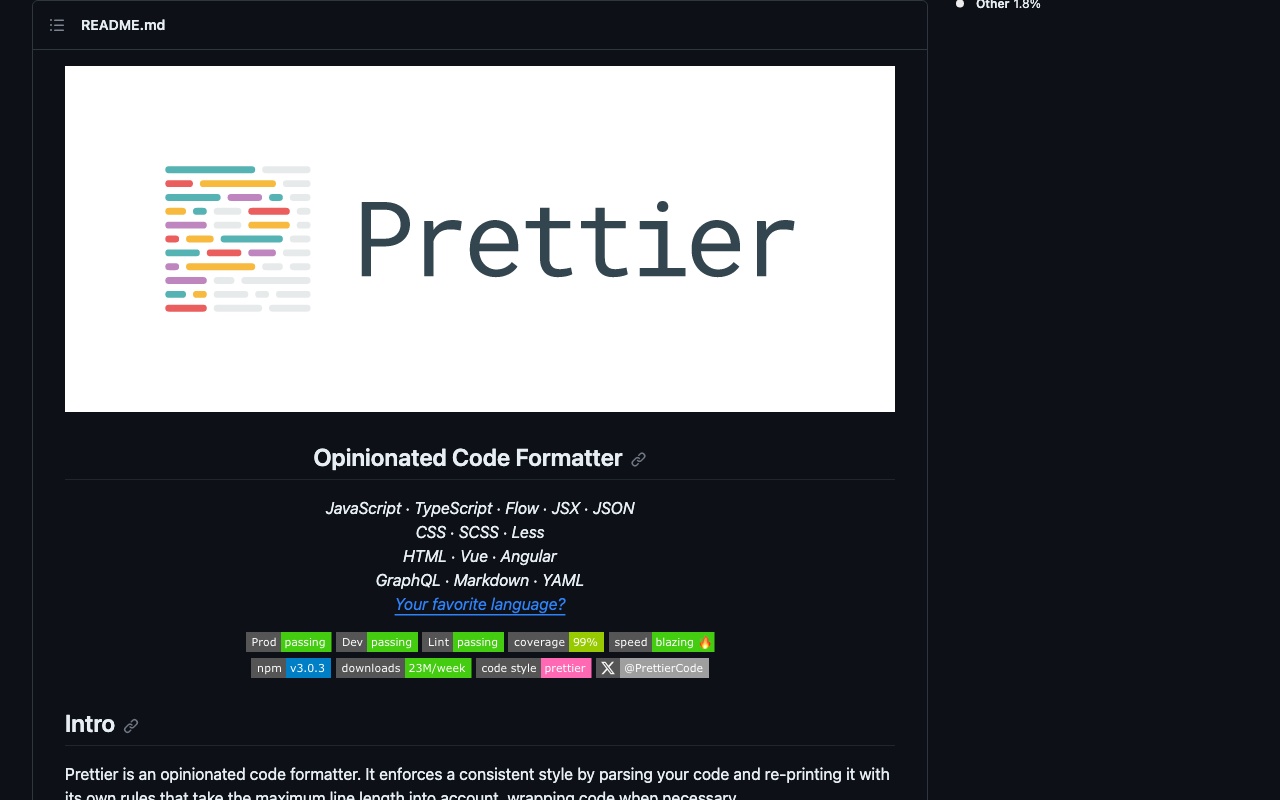 Other 1.8%
README.md
Prettier
Opinionated Code Formatter
JavaScript · TypeScript · Flow · JSX · JSON
CSS · SCSS · Less
HTML · Vue · Angular
GraphQL · Markdown · YAML
Your favorite language?
Prod passing Dev passing Lint passing coverage 99% speed blazing 🔥
npm v3.0.3 downloads 23M/week code style prettier X @PrettierCode
Intro
Prettier is an opinionated code formatter. It enforces a consistent style by parsing your code and re-printing it with
its own rules that take the maximum line length into account, wrapping code when necessary.